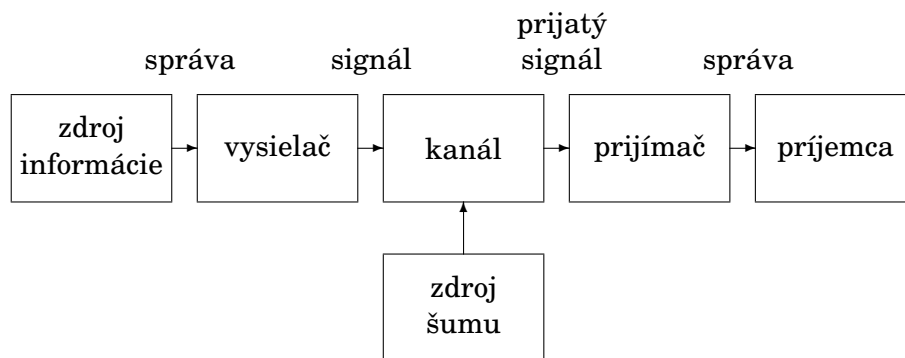 prijatý
správa signál signál správa
zdroj
informácie
vysielač
kanál
prijímač
príjemca
zdroj
šumu